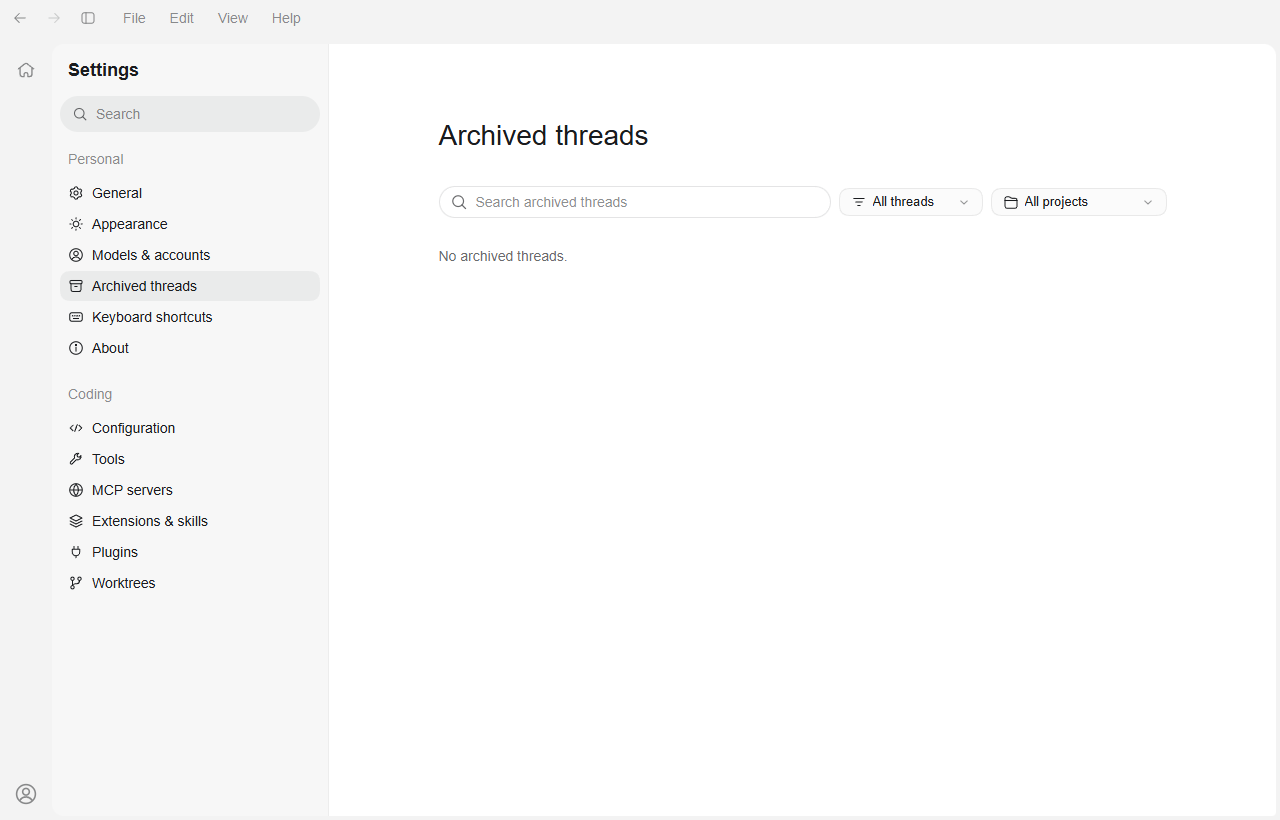 File Edit View Help
Settings
Search
Personal
General
Appearance
Models & accounts
Archived threads
Keyboard shortcuts
About
Coding
Configuration
Tools
MCP servers
Extensions & skills
Plugins
Worktrees
Archived threads
Search archived threads
All threads
All projects
No archived threads.